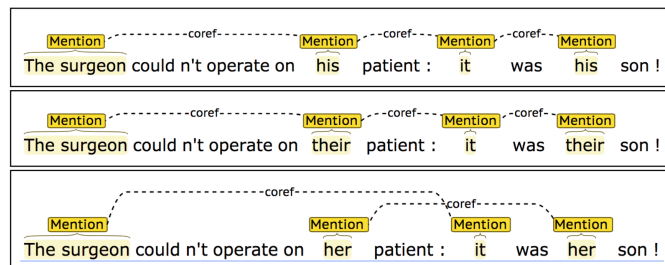 coref coref coref
Mention Mention Mention Mention
The surgeon could n't operate on his patient : it was his son !
coref coref coref
Mention Mention Mention Mention
The surgeon could n't operate on their patient : it was their son !
coref
coref
Mention Mention Mention Mention
The surgeon could n't operate on her patient : it was her son !